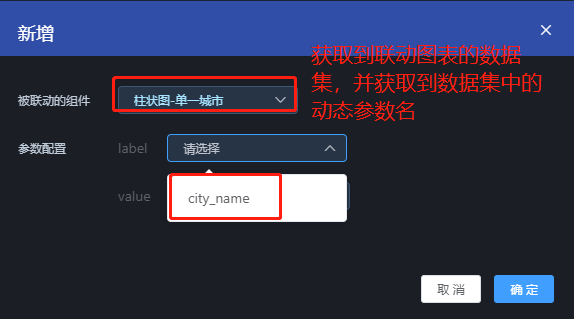 新增
获取到联动图表的数据
集，并获取到数据集中的
动态参数名
被联动的组件 柱状图-单一城市
参数配置 label 请选择
value
city_name
取 消 确 定